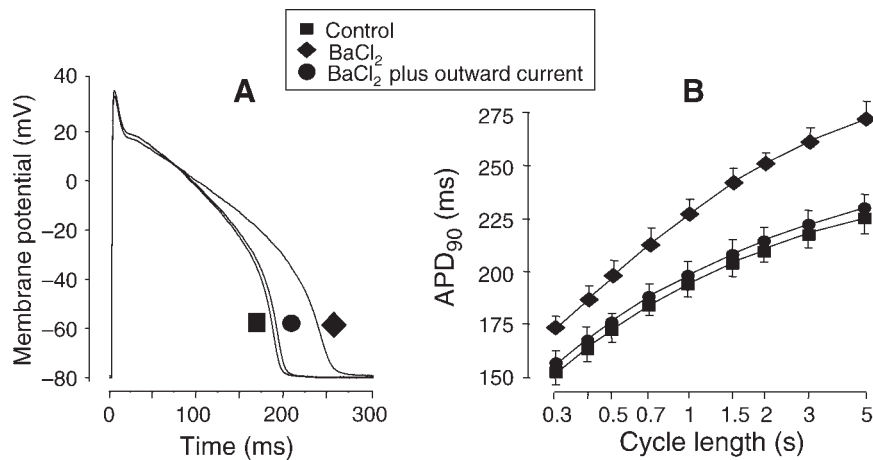 Control
BaCl₂
BaCl₂ plus outward current
A
Membrane potential (mV)
40
20
0
−20
−40
−60
−80
0
100
200
300
Time (ms)
B
APD₉₀ (ms)
275
225
200
175
150
0.3
0.5
0.7
1
1.5
2
3
5
Cycle length (s)